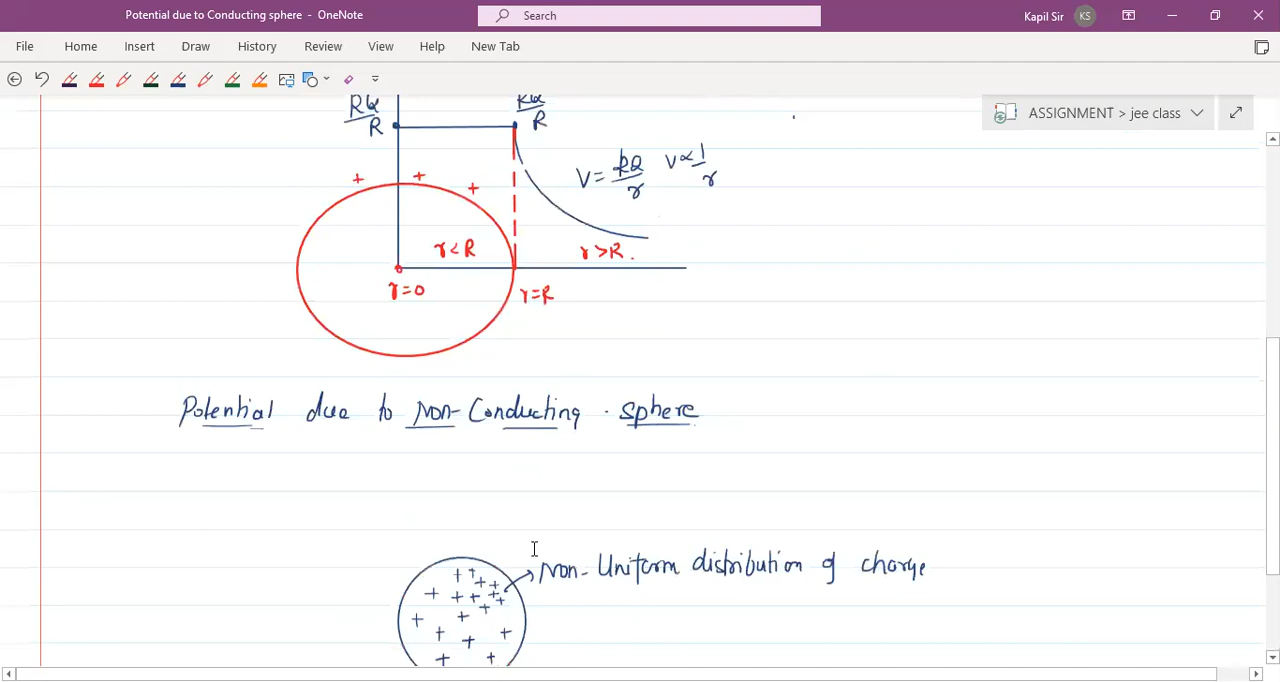 Potential due to Conducting sphere - OneNote
Search
Kapil Sir KS
File Home Insert Draw History Review View Help New Tab
ASSIGNMENT > jee class
kQ/R kQ/R
V = kQ/r V ∝ 1/r
+ + +
r < R r > R.
r = 0 r = R
Potential due to Non-Conducting sphere
Non-Uniform distribution of charge
+ + + + + + + + + + + + + + + + + +